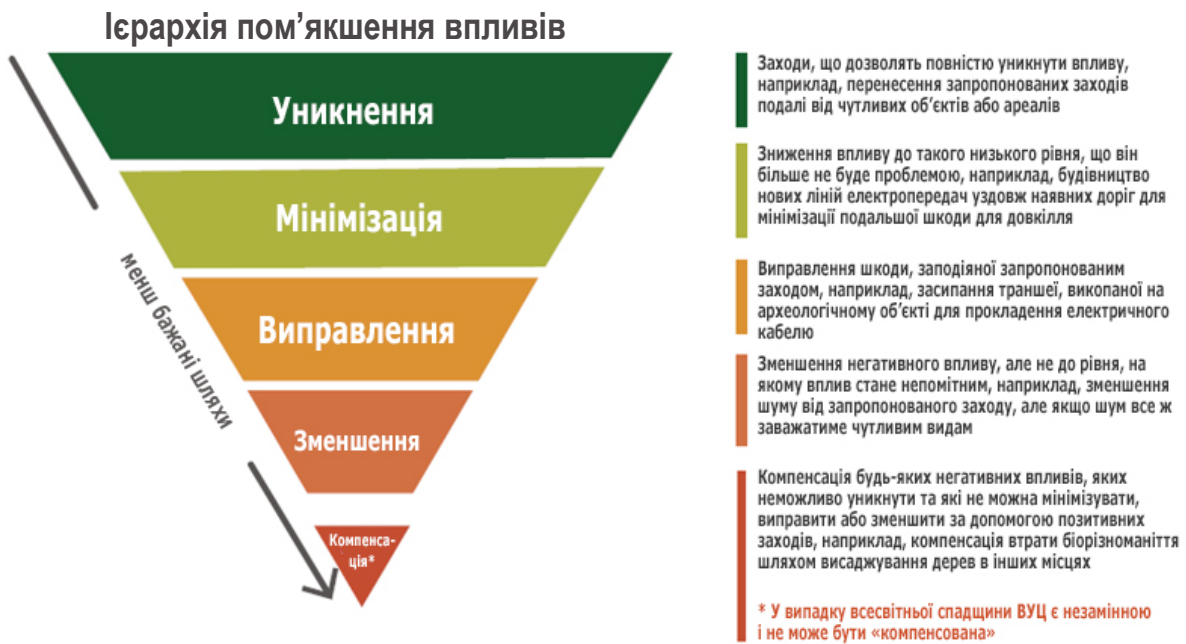 Ієрархія пом’якшення впливів
Уникнення
Мінімізація
Виправлення
Зменшення
Компенса-
ція*
менш бажані шляхи
Заходи, що дозволять повністю уникнути впливу,
наприклад, перенесення запропонованих заходів
подалі від чутливих об’єктів або ареалів
Зниження впливу до такого низького рівня, що він
більше не буде проблемою, наприклад, будівництво
нових ліній електропередач уздовж наявних доріг для
мінімізації подальшої шкоди для довкілля
Виправлення шкоди, заподіяної запропонованим
заходом, наприклад, засипання траншеї, викопаної на
археологічному об’єкті для прокладення електричного
кабелю
Зменшення негативного впливу, але не до рівня, на
якому вплив стане непомітним, наприклад, зменшення
шуму від запропонованого заходу, але якщо шум все ж
заважатиме чутливим видам
Компенсація будь-яких негативних впливів, яких
неможливо уникнути та які не можна мінімізувати,
виправити або зменшити за допомогою позитивних
заходів, наприклад, компенсація втрати біорізноманіття
шляхом висаджування дерев в інших місцях
* У випадку всесвітньої спадщини ВУЦ є незамінною
і не може бути «компенсована»